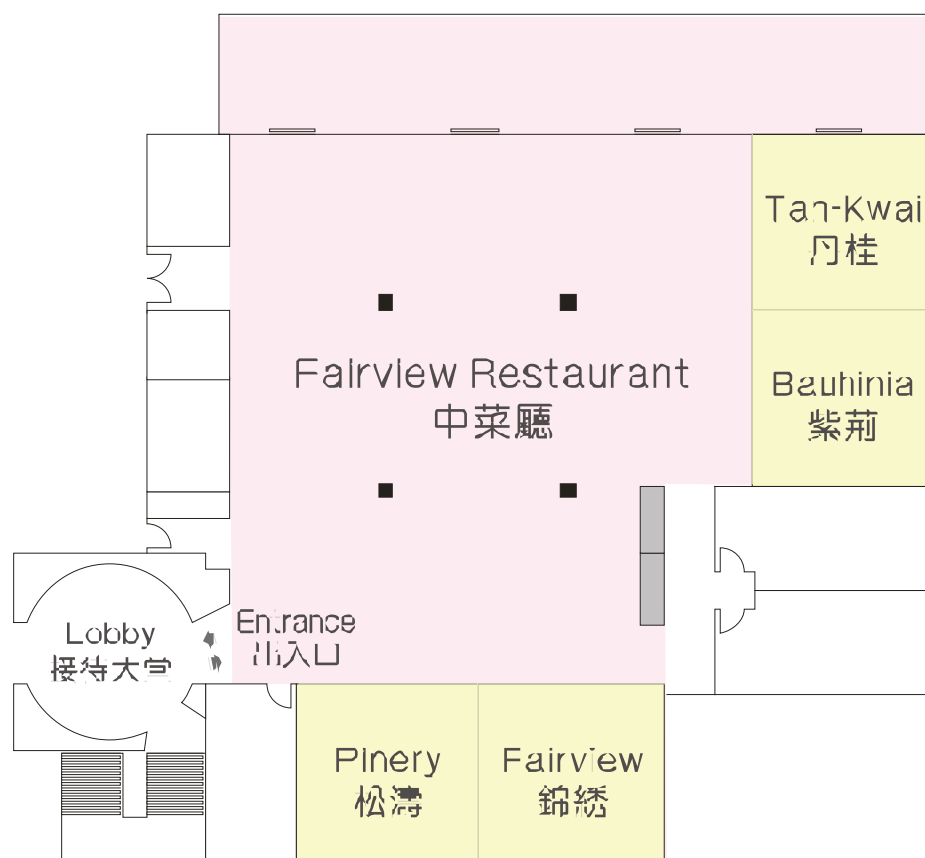 Tan-Kwai
丹桂
Fairview Restaurant
中菜廳
Bauhinia
紫荊
Entrance
出入口
Lobby
接待大堂
Pinery
松濤
Fairview
錦綉